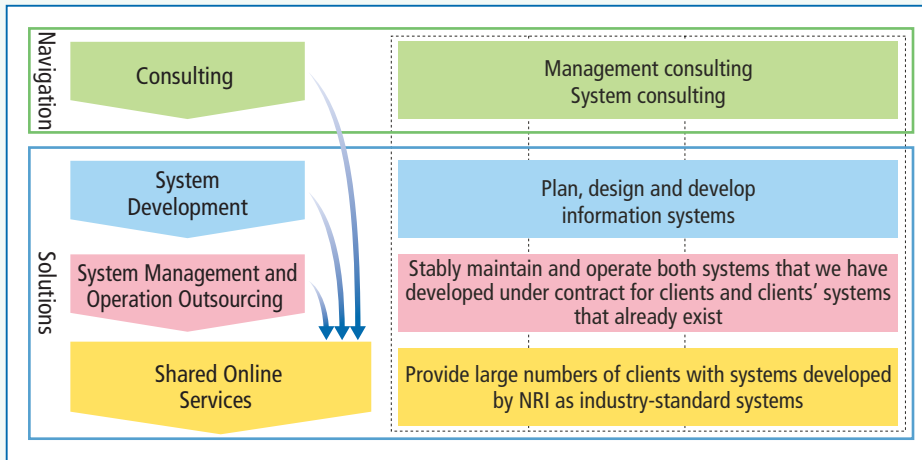 Navigation
Consulting
Management consulting
System consulting
Solutions
System
Development
Plan, design and develop
information systems
System Management and
Operation Outsourcing
Stably maintain and operate both systems that we have
developed under contract for clients and clients’ systems
that already exist
Shared Online
Services
Provide large numbers of clients with systems developed
by NRI as industry-standard systems